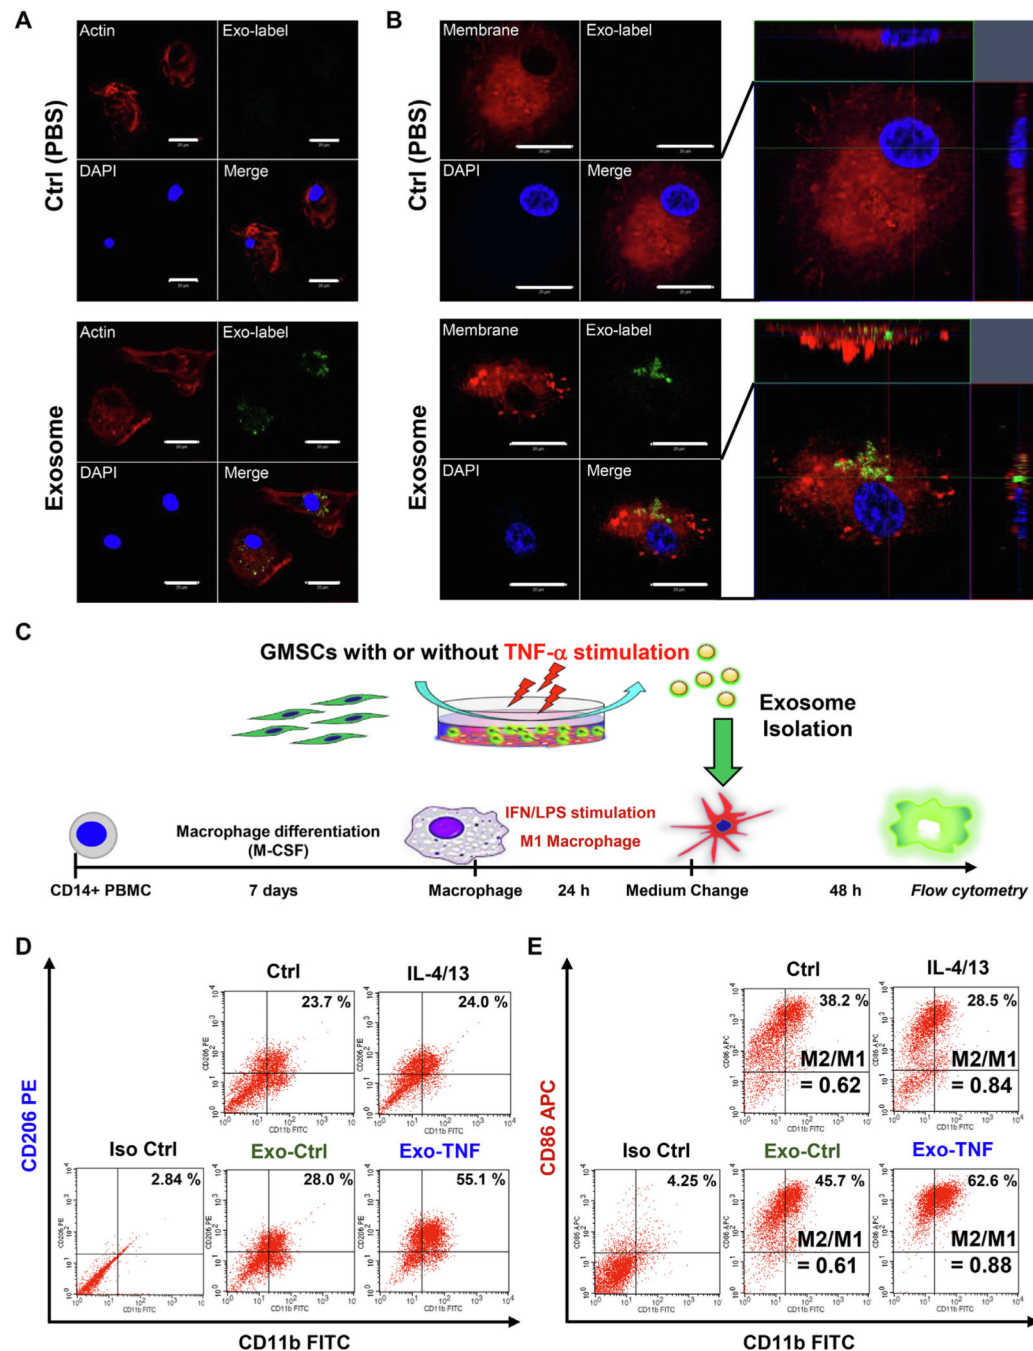 A
Ctrl (PBS)
Actin
Exo-label
DAPI
Merge
Exosome
Actin
Exo-label
DAPI
Merge
B
Membrane
Exo-label
DAPI
Merge
Membrane
Exo-label
DAPI
Merge
C
GMSCs with or without TNF-α stimulation
Exosome
Isolation
Macrophage differentiation
(M-CSF)
IFN/LPS stimulation
M1 Macrophage
CD14+ PBMC
7 days
Macrophage
24 h
Medium Change
48 h
Flow cytometry
D
CD206 PE
Ctrl
23.7 %
IL-4/13
24.0 %
Iso Ctrl
2.84 %
Exo-Ctrl
28.0 %
Exo-TNF
55.1 %
CD11b FITC
E
CD86 APC
Ctrl
38.2 %
M2/M1
= 0.62
IL-4/13
28.5 %
M2/M1
= 0.84
Iso Ctrl
4.25 %
Exo-Ctrl
45.7 %
M2/M1
= 0.61
Exo-TNF
62.6 %
M2/M1
= 0.88
CD11b FITC